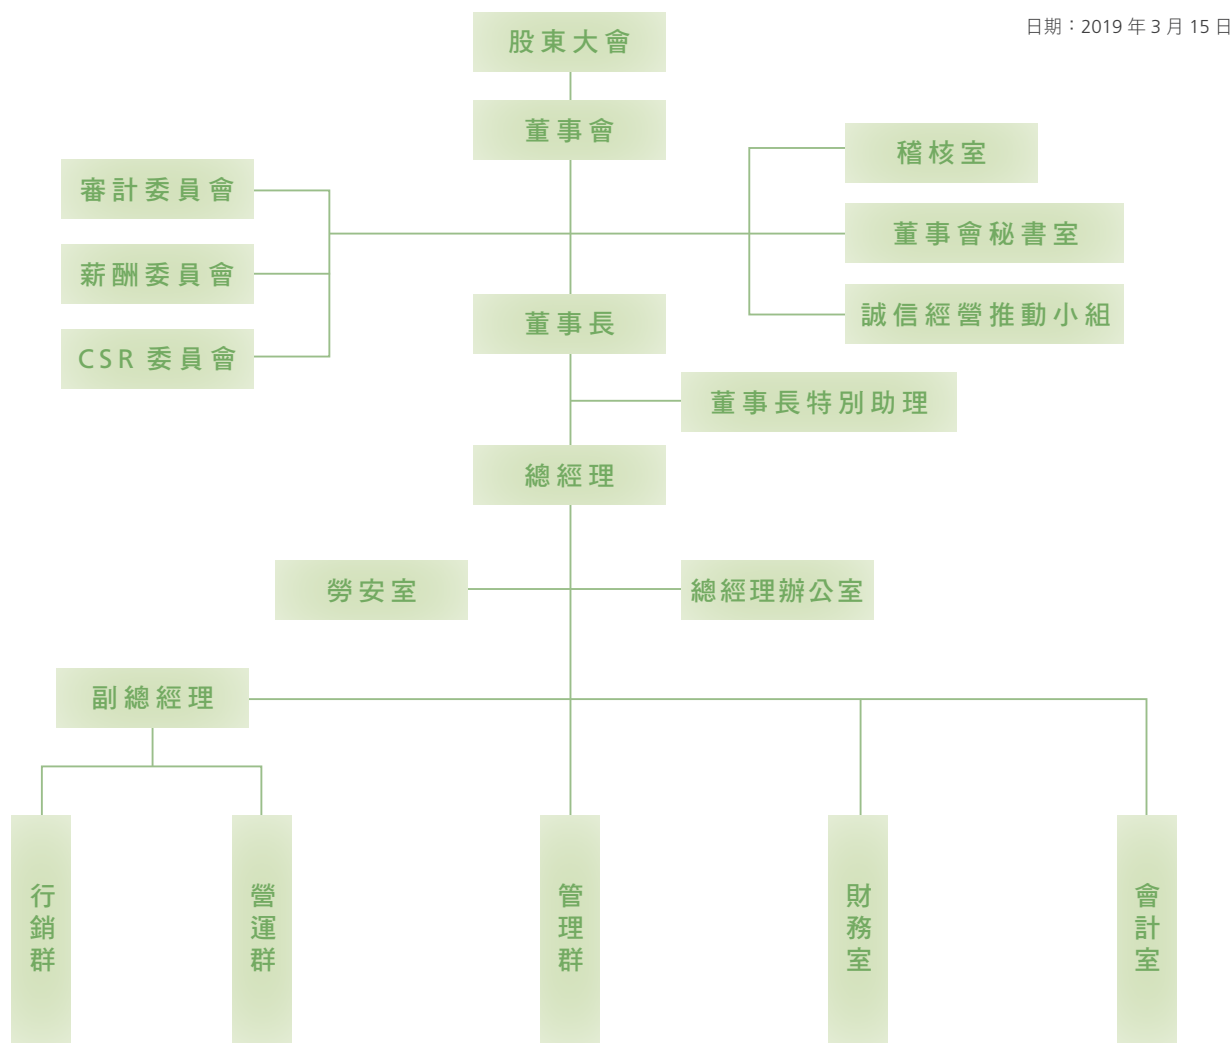 日期：2019 年 3 月 15 日
股東大會
董事會
稽核室
審計委員會
董事會秘書室
薪酬委員會
誠信經營推動小組
董事長
CSR 委員會
董事長特別助理
總經理
勞安室
總經理辦公室
副總經理
行銷群
營運群
管理群
財務室
會計室